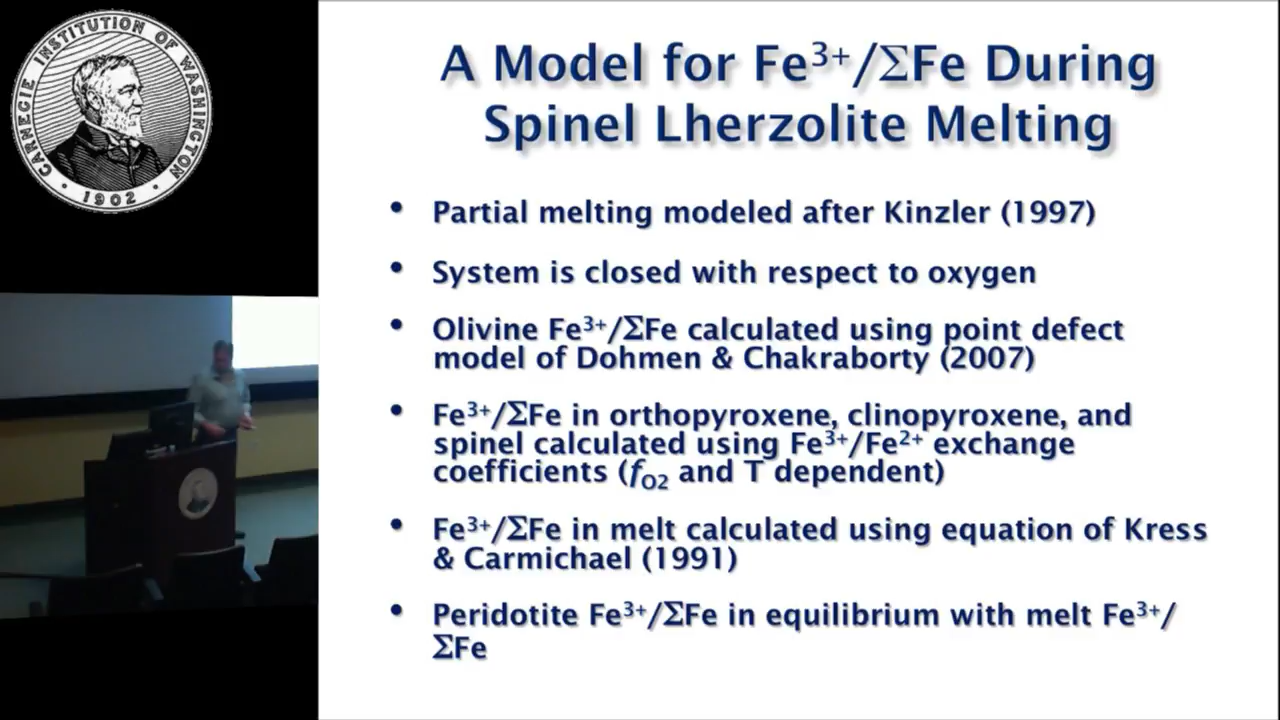 CARNEGIE INSTITUTION OF WASHINGTON
· 1902 ·
A Model for Fe³⁺/ΣFe During
Spinel Lherzolite Melting
• Partial melting modeled after Kinzler (1997)
• System is closed with respect to oxygen
• Olivine Fe³⁺/ΣFe calculated using point defect
model of Dohmen & Chakraborty (2007)
• Fe³⁺/ΣFe in orthopyroxene, clinopyroxene, and
spinel calculated using Fe³⁺/Fe²⁺ exchange
coefficients (fO₂ and T dependent)
• Fe³⁺/ΣFe in melt calculated using equation of Kress
& Carmichael (1991)
• Peridotite Fe³⁺/ΣFe in equilibrium with melt Fe³⁺/
ΣFe